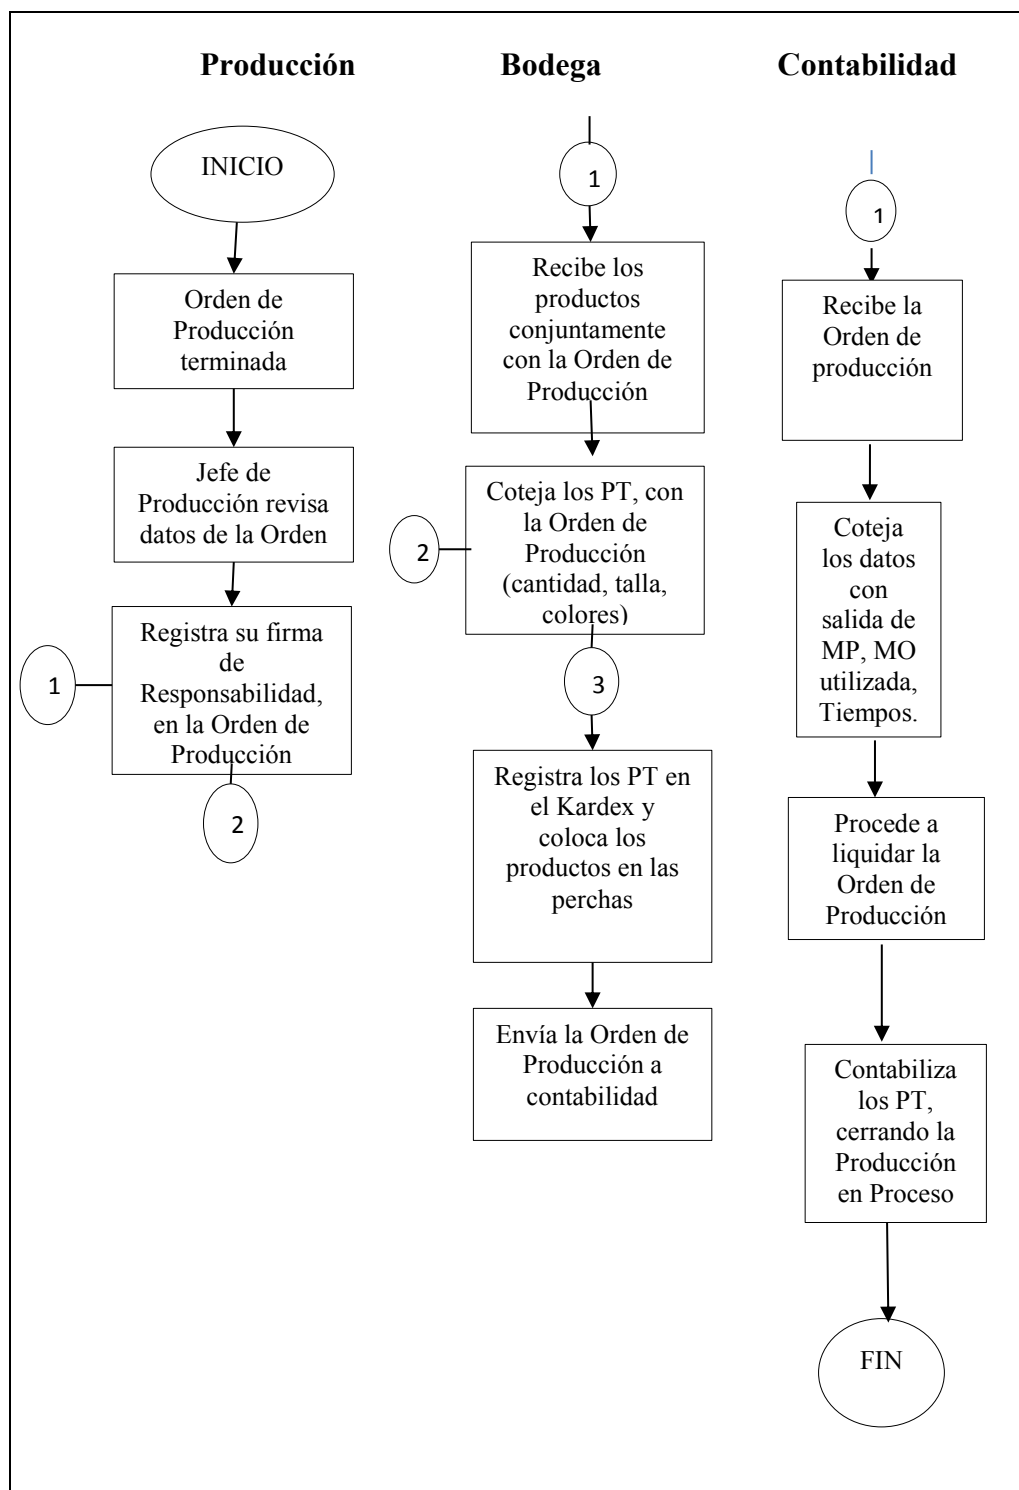 Producción
Bodega
Contabilidad
INICIO
Orden de
Producción
terminada
Jefe de
Producción revisa
datos de la Orden
Registra su firma
de
Responsabilidad,
en la Orden de
Producción
1
2
1
Recibe los
productos
conjuntamente
con la Orden de
Producción
Coteja los PT, con
la Orden de
Producción
(cantidad, talla,
colores)
2
3
Registra los PT en
el Kardex y
coloca los
productos en las
perchas
Envía la Orden de
Producción a
contabilidad
1
Recibe la
Orden de
producción
Coteja
los datos
con
salida de
MP, MO
utilizada,
Tiempos.
Procede a
liquidar la
Orden de
Producción
Contabiliza
los PT,
cerrando la
Producción
en Proceso
FIN